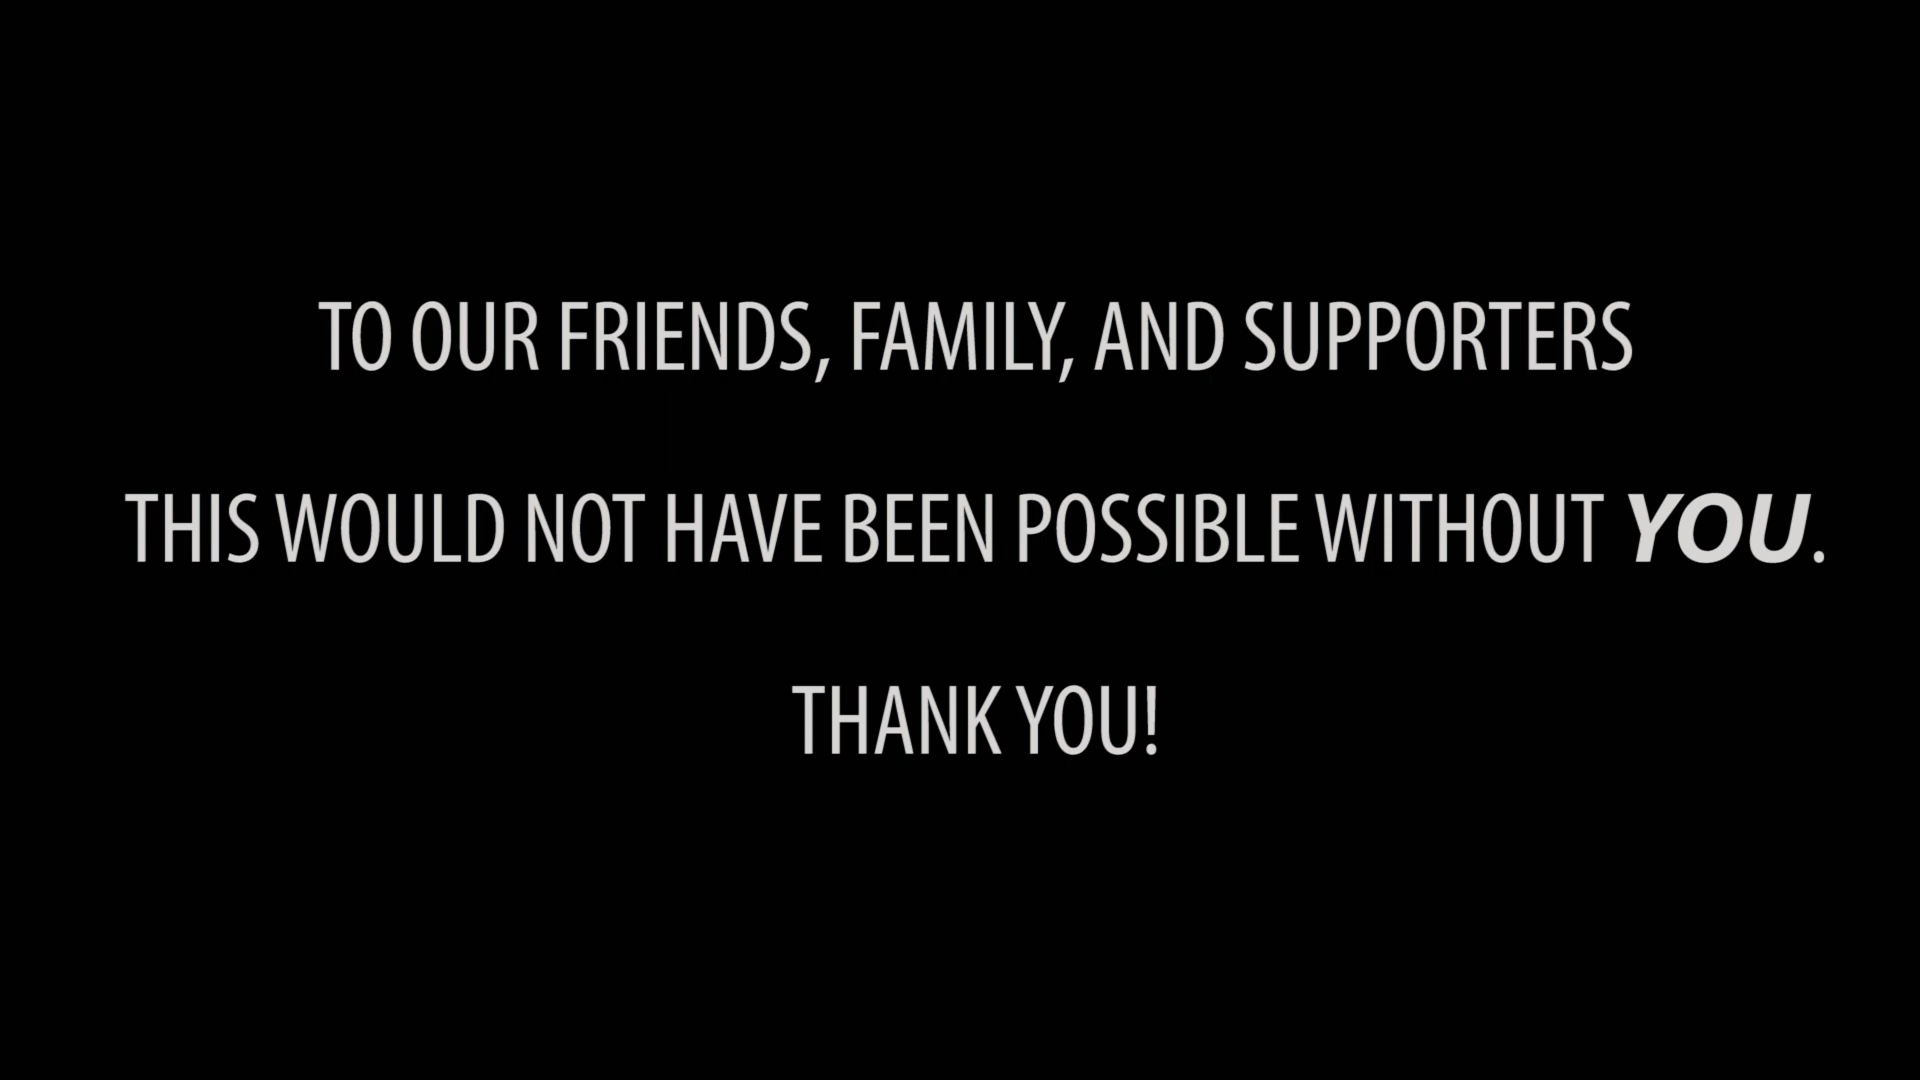 TO OUR FRIENDS, FAMILY, AND SUPPORTERS
THIS WOULD NOT HAVE BEEN POSSIBLE WITHOUT YOU.
THANK YOU!